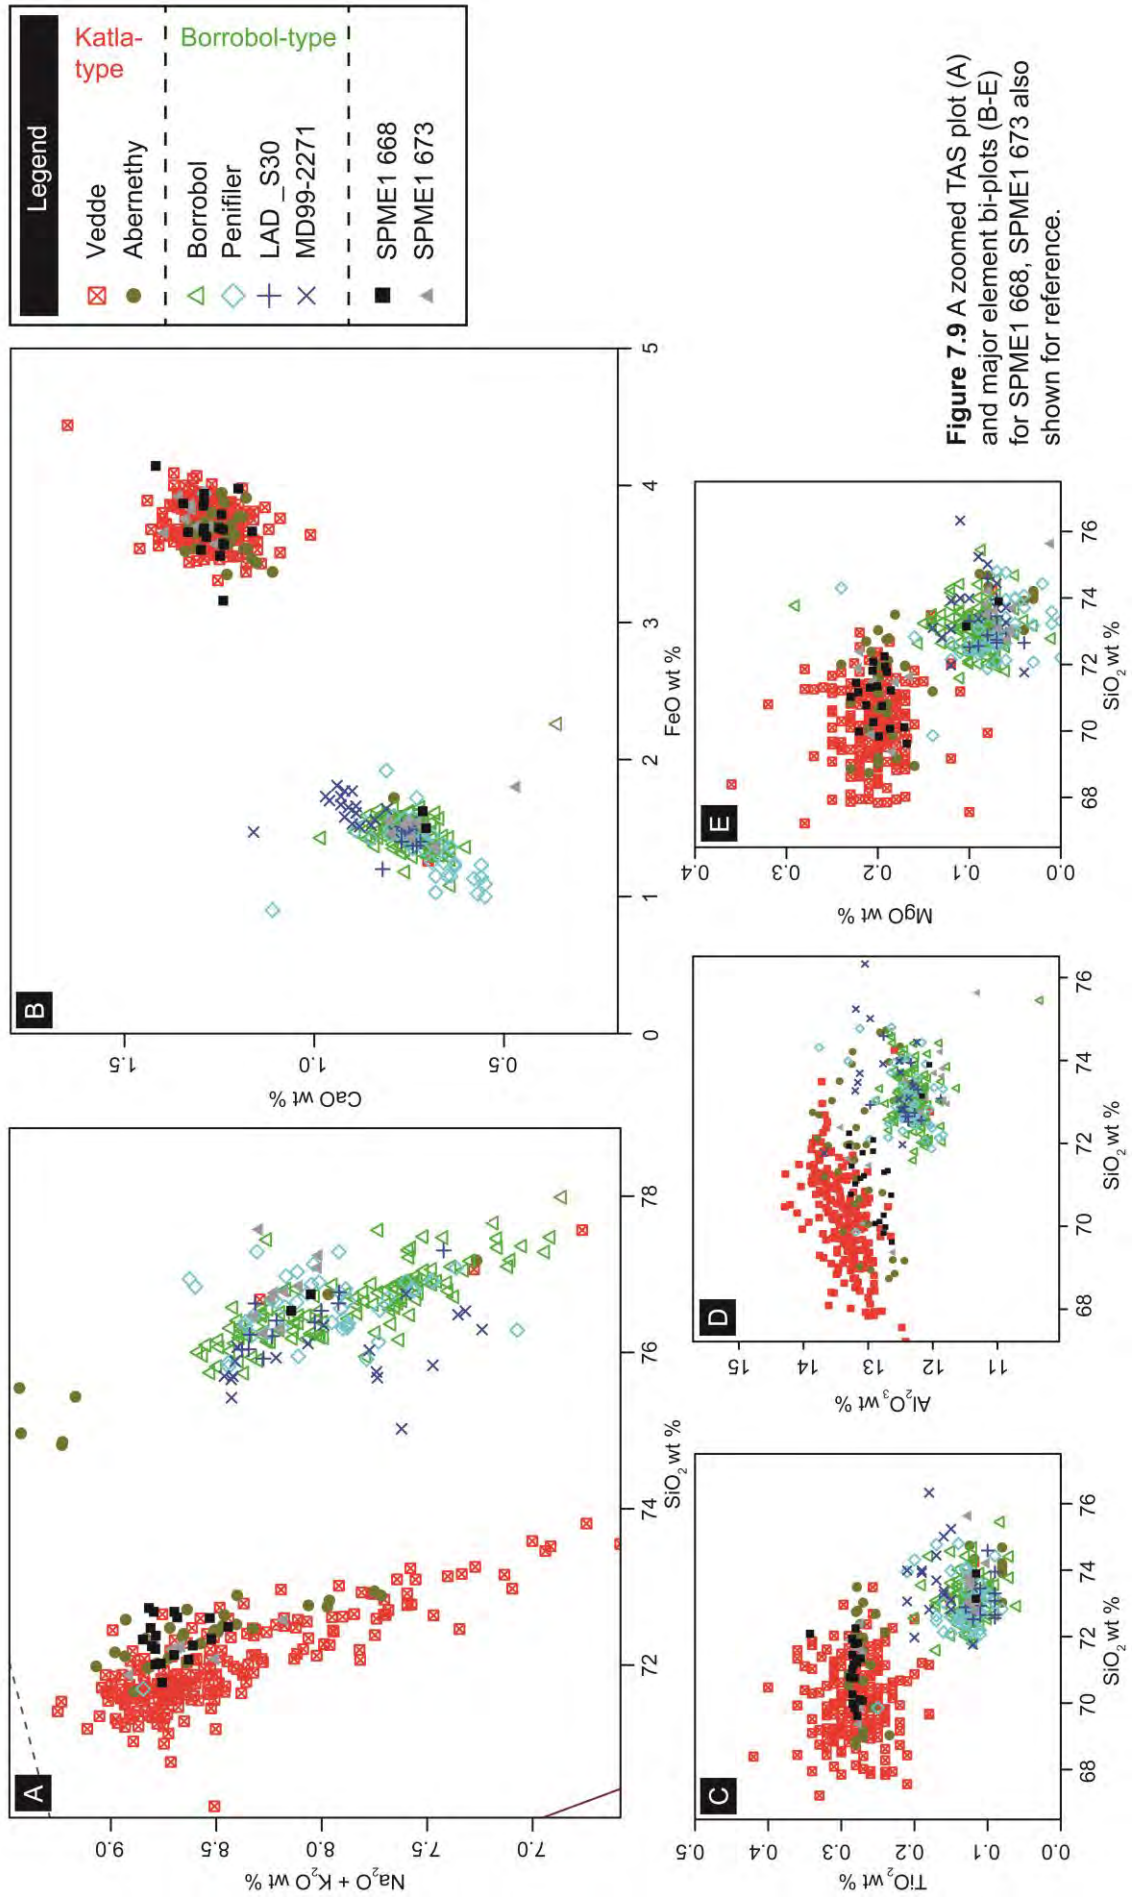 A
9.0
8.5
8.0
7.5
7.0
Na₂O + K₂O wt %
72
74
76
78
SiO₂ wt %
B
1.5
1.0
0.5
CaO wt %
0
1
2
3
4
5
FeO wt %
Legend
Vedde
Abernethy
Katla-
type
Borrobol
Penifiler
LAD_S30
MD99-2271
Borrobol-type
SPME1 668
SPME1 673
C
0.5
0.4
0.3
0.2
0.1
0.0
TiO₂ wt %
68
70
72
74
76
SiO₂ wt %
D
15
14
13
12
11
Al₂O₃ wt %
68
70
72
74
76
SiO₂ wt %
E
0.4
0.3
0.2
0.1
0.0
MgO wt %
68
70
72
74
76
SiO₂ wt %
Figure 7.9 A zoomed TAS plot (A)
and major element bi-plots (B-E)
for SPME1 668, SPME1 673 also
shown for reference.